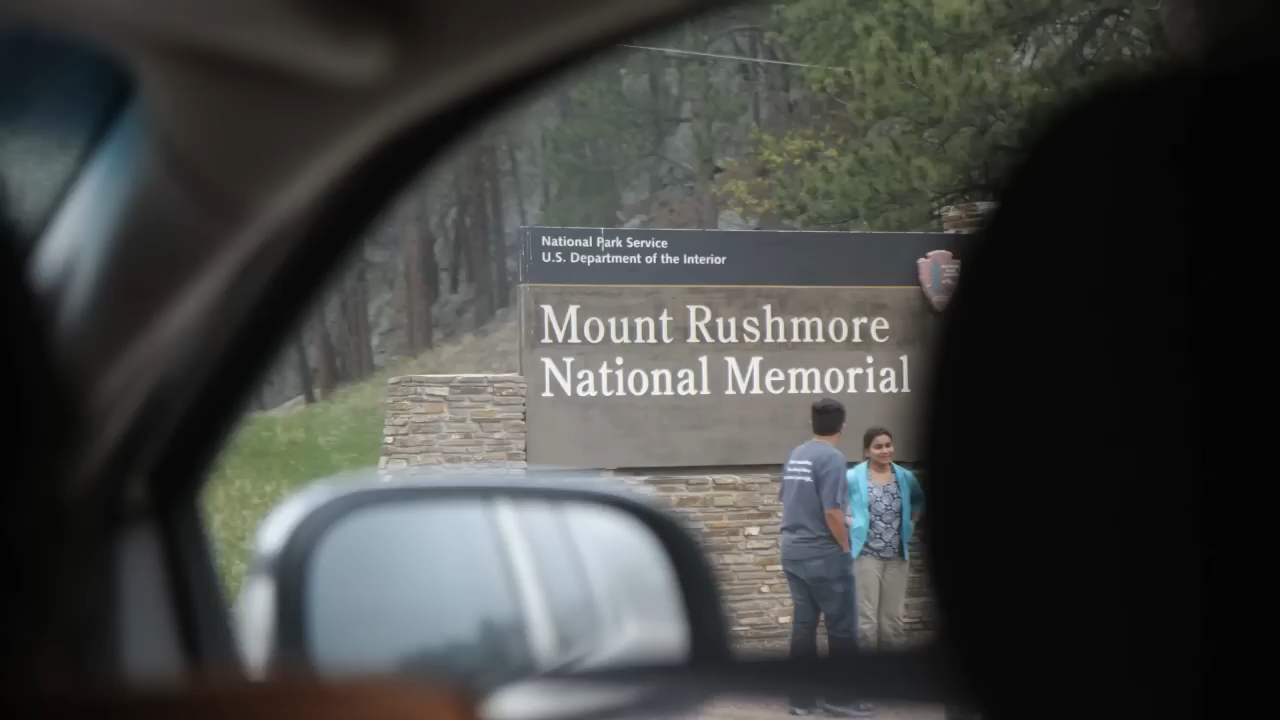 National Park Service
U.S. Department of the Interior
Mount Rushmore
National Memorial